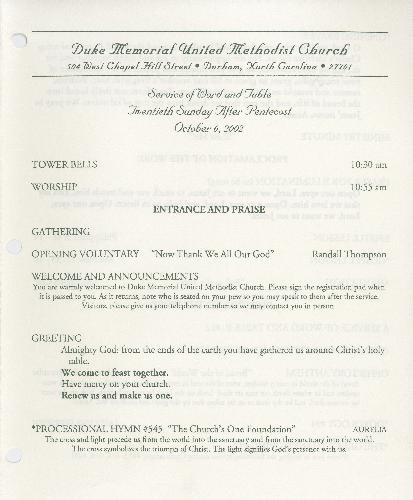 Duke Memorial United Methodist Church
504 West Chapel Hill Street • Durham, North Carolina • 27701
Service of Word and Table
Twentieth Sunday After Pentecost
October 6, 2002
TOWER BELLS 10:30 am
WORSHIP 10:55 am
ENTRANCE AND PRAISE
GATHERING
OPENING VOLUNTARY "Now Thank We All Our God" Randall Thompson
WELCOME AND ANNOUNCEMENTS
You are warmly welcomed to Duke Memorial United Methodist Church. Please sign the registration pad when
it is passed to you. As it returns, note who is seated on your pew so you may speak to them after the service.
Visitors, please give us your telephone number so we may contact you in person.
GREETING
Almighty God: from the ends of the earth you have gathered us around Christ's holy
table.
We come to feast together.
Have mercy on your church.
Renew us and make us one.
*PROCESSIONAL HYMN #545 "The Church's One Foundation" AURELIA
The cross and light precede us from the world into the sanctuary and from the sanctuary into the world.
The cross symbolizes the triumph of Christ. The light signifies God's presence with us.